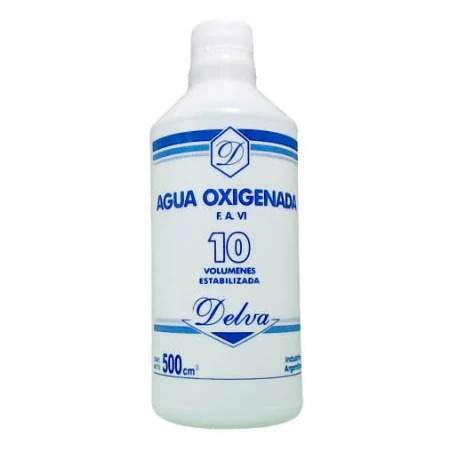 D
AGUA OXIGENADA
F. A. VI
10
VOLUMENES
ESTABILIZADA
Delva
500 cm³
Industria
Argentina